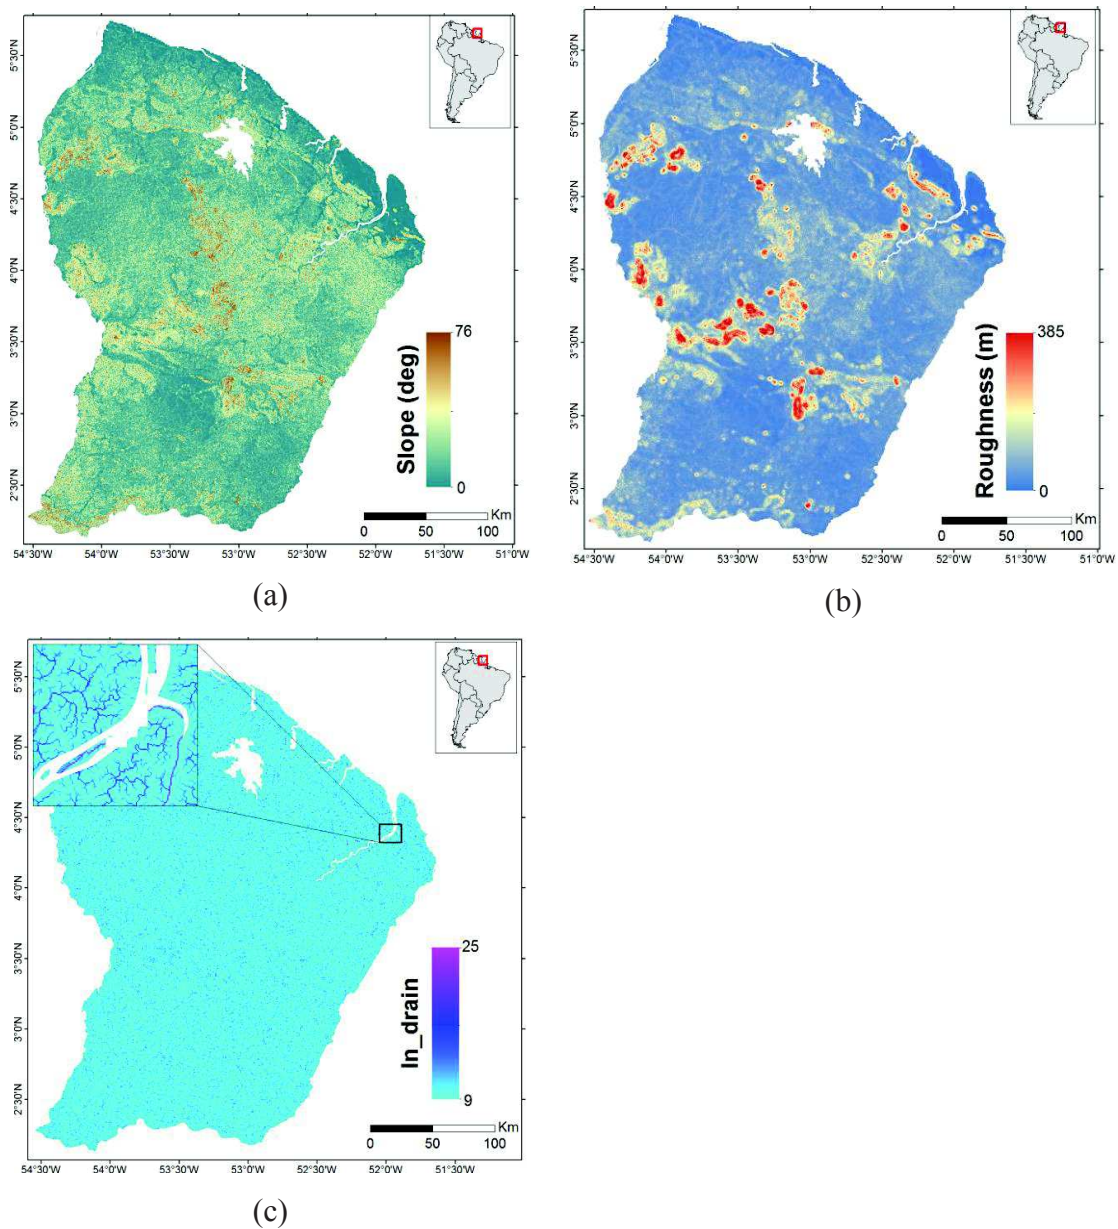 5°30'N
5°0'N
4°30'N
4°0'N
3°30'N
3°0'N
2°30'N
Slope (deg)
76
0
Km
0 50 100
54°30'W 54°0'W 53°30'W 53°0'W 52°30'W 52°0'W 51°30'W 51°0'W
(a)
5°30'N
5°0'N
4°30'N
4°0'N
3°30'N
3°0'N
2°30'N
Roughness (m)
385
0
Km
0 50 100
54°30'W 54°0'W 53°30'W 53°0'W 52°30'W 52°0'W 51°30'W 51°0'W
(b)
5°30'N
5°0'N
4°30'N
4°0'N
3°30'N
3°0'N
2°30'N
ln_drain
25
9
Km
0 50 100
54°30'W 54°0'W 53°30'W 53°0'W 52°30'W 52°0'W 51°30'W
(c)